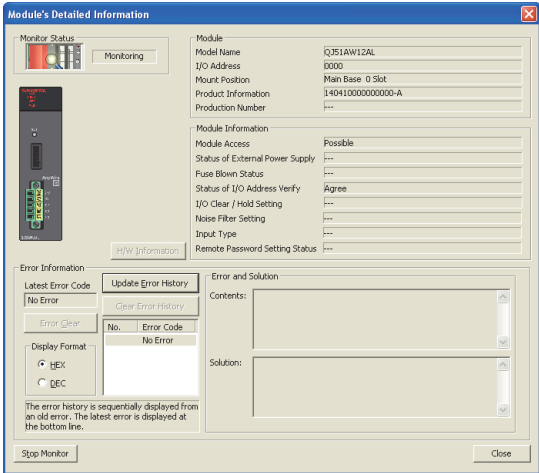 Module's Detailed Information
Monitor Status
Monitoring
Module
Model Name QJ51AW12AL
I/O Address 0000
Mount Position Main Base 0 Slot
Product Information 140410000000000-A
Production Number ---
Module Information
Module Access Possible
Status of External Power Supply ---
Fuse Blown Status ---
Status of I/O Address Verify Agree
I/O Clear / Hold Setting ---
Noise Filter Setting ---
Input Type ---
Remote Password Setting Status ---
H/W Information
Error Information
Latest Error Code
No Error
Error Clear
Display Format
HEX
DEC
Update Error History
Clear Error History
No. Error Code
No Error
The error history is sequentially displayed from
an old error. The latest error is displayed at
the bottom line.
Error and Solution
Contents:
Solution:
Stop Monitor
Close